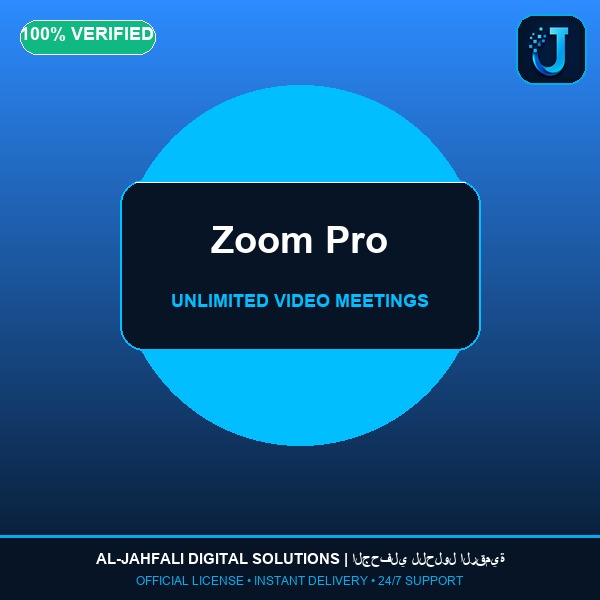 100% VERIFIED
J
Zoom Pro
UNLIMITED VIDEO MEETINGS
AL-JAHFALI DIGITAL SOLUTIONS | الجحفلي للحلول الرقمية
OFFICIAL LICENSE • INSTANT DELIVERY • 24/7 SUPPORT